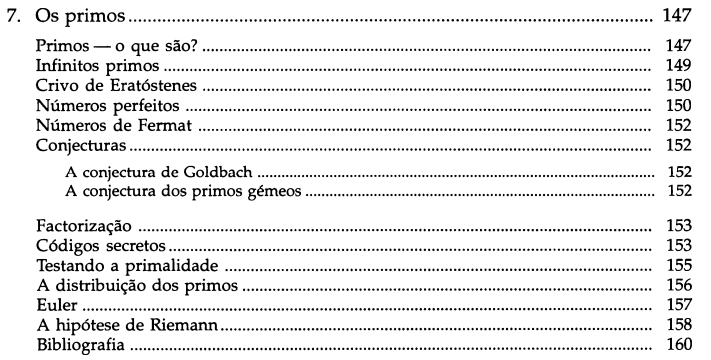 7. Os primos ........ 147
Primos — o que são? ........ 147
Infinitos primos ........ 149
Crivo de Eratóstenes ........ 150
Números perfeitos ........ 150
Números de Fermat ........ 152
Conjecturas ........ 152
A conjectura de Goldbach ........ 152
A conjectura dos primos gémeos ........ 152
Factorização ........ 153
Códigos secretos ........ 153
Testando a primalidade ........ 155
A distribuição dos primos ........ 156
Euler ........ 157
A hipótese de Riemann ........ 158
Bibliografia ........ 160